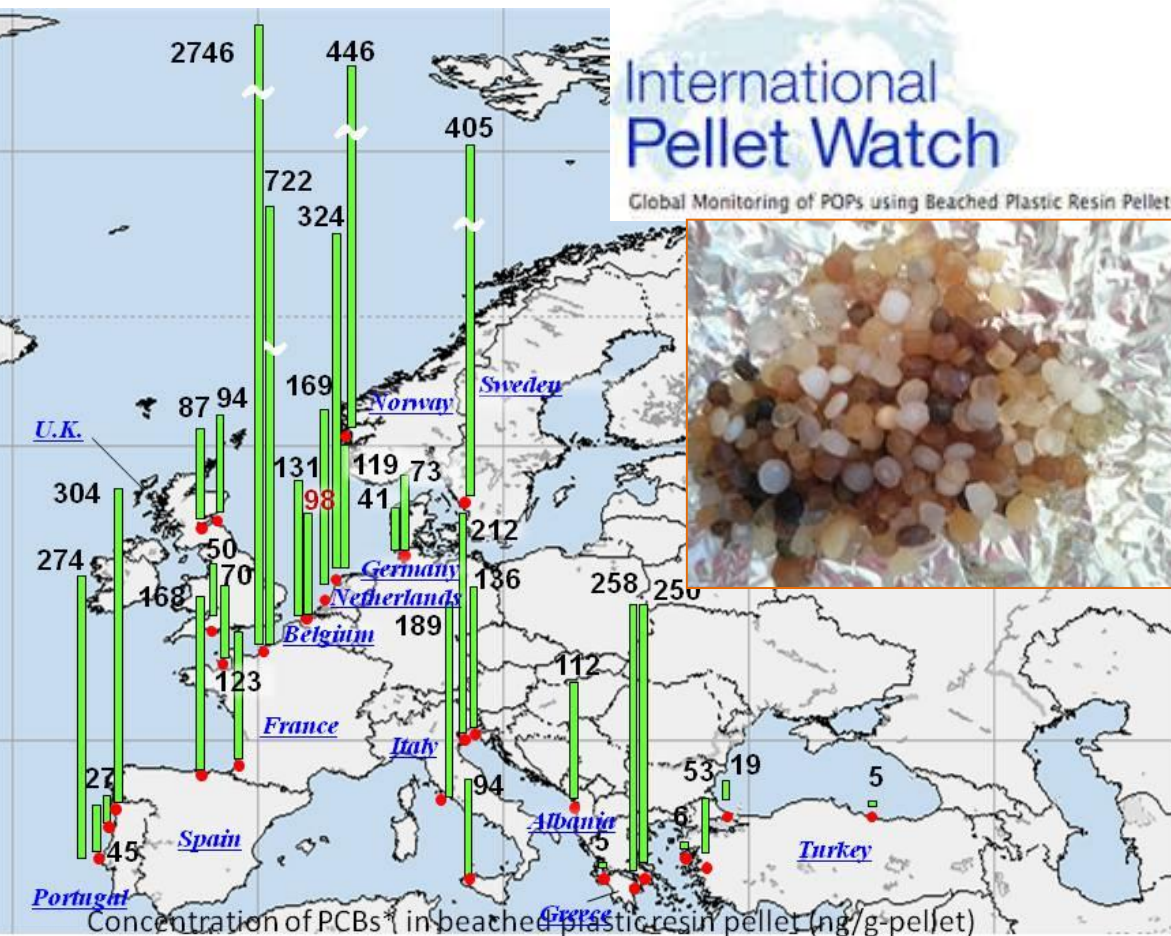 2746
446
405
722
324
169
87
94
Norway
Sweden
U.K.
131
98
119
73
41
304
212
274
50
70
168
Germany
Netherlands
136
258
250
189
Belgium
112
123
France
Italy
94
53
19
5
27
6
Albania
5
Spain
45
Turkey
Portugal
Greece
Concentration of PCBs* in beached plastic resin pellet (ng/g-pellet)
International
Pellet Watch
Global Monitoring of POPs using Beached Plastic Resin Pellet